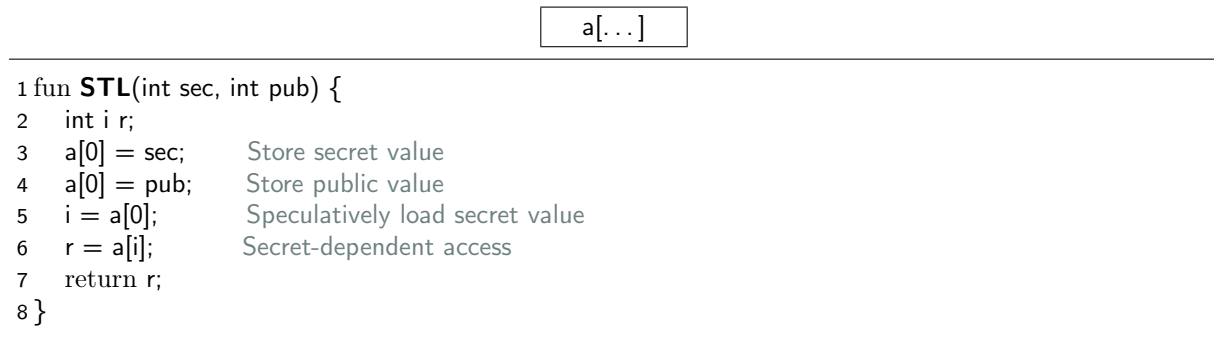 a[. . . ]
1 fun STL(int sec, int pub) {
2 int i r;
3 a[0] = sec; Store secret value
4 a[0] = pub; Store public value
5 i = a[0]; Speculatively load secret value
6 r = a[i]; Secret-dependent access
7 return r;
8 }